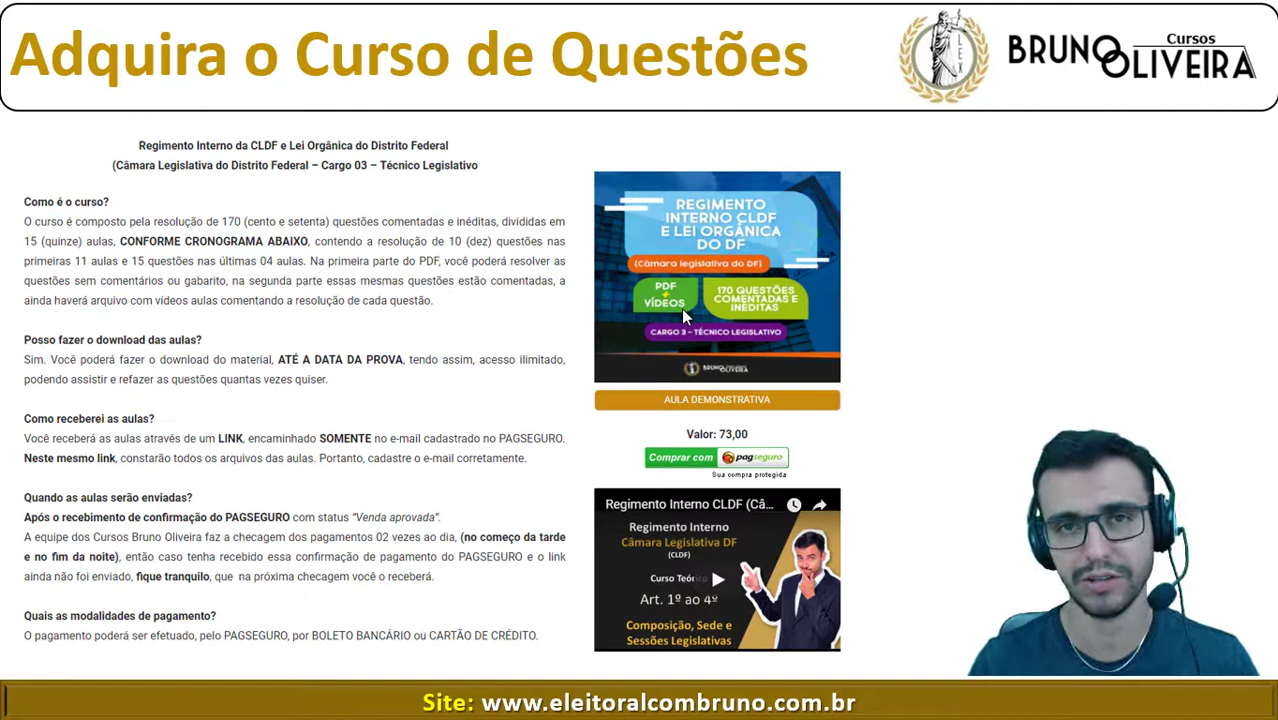 Adquira o Curso de Questões
LEX
Cursos
BRUNO
OLIVEIRA
Regimento Interno da CLDF e Lei Orgânica do Distrito Federal
(Câmara Legislativa do Distrito Federal – Cargo 03 – Técnico Legislativo
Como é o curso?
O curso é composto pela resolução de 170 (cento e setenta) questões comentadas e inéditas, divididas em
15 (quinze) aulas, CONFORME CRONOGRAMA ABAIXO, contendo a resolução de 10 (dez) questões nas
primeiras 11 aulas e 15 questões nas últimas 04 aulas. Na primeira parte do PDF, você poderá resolver as
questões sem comentários ou gabarito, na segunda parte essas mesmas questões estão comentadas, a
ainda haverá arquivo com vídeos aulas comentando a resolução de cada questão.
Posso fazer o download das aulas?
Sim. Você poderá fazer o download do material, ATÉ A DATA DA PROVA, tendo assim, acesso ilimitado,
podendo assistir e refazer as questões quantas vezes quiser.
Como receberei as aulas?
Você receberá as aulas através de um LINK, encaminhado SOMENTE no e-mail cadastrado no PAGSEGURO.
Neste mesmo link, constarão todos os arquivos das aulas. Portanto, cadastre o e-mail corretamente.
Quando as aulas serão enviadas?
Após o recebimento de confirmação do PAGSEGURO com status “Venda aprovada”.
A equipe dos Cursos Bruno Oliveira faz a checagem dos pagamentos 02 vezes ao dia, (no começo da tarde
e no fim da noite), então caso tenha recebido essa confirmação de pagamento do PAGSEGURO e o link
ainda não foi enviado, fique tranquilo, que na próxima checagem você o receberá.
Quais as modalidades de pagamento?
O pagamento poderá ser efetuado, pelo PAGSEGURO, por BOLETO BANCÁRIO ou CARTÃO DE CRÉDITO.
REGIMENTO
INTERNO CLDF
E LEI ORGÂNICA
DO DF
(Câmara legislativa do DF)
PDF
+
VÍDEOS
170 QUESTÕES
COMENTADAS E
INÉDITAS
CARGO 3 - TÉCNICO LEGISLATIVO
BRUNO OLIVEIRA
AULA DEMONSTRATIVA
Valor: 73,00
Comprar com pagseguro
Sua compra protegida
Regimento Interno CLDF (Câ...
Regimento Interno
Câmara Legislativa DF
(CLDF)
Curso Teórico
Art. 1º ao 4º
Composição, Sede e
Sessões Legislativas
Site: www.eleitoralcombruno.com.br